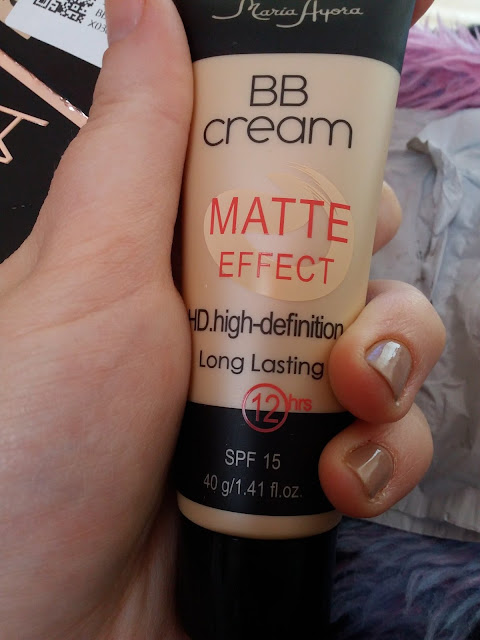 Maria Ayora
BB
cream
MATTE
EFFECT
HD.high-definition
Long Lasting
12hrs
SPF 15
40 g/1.41 fl.oz.